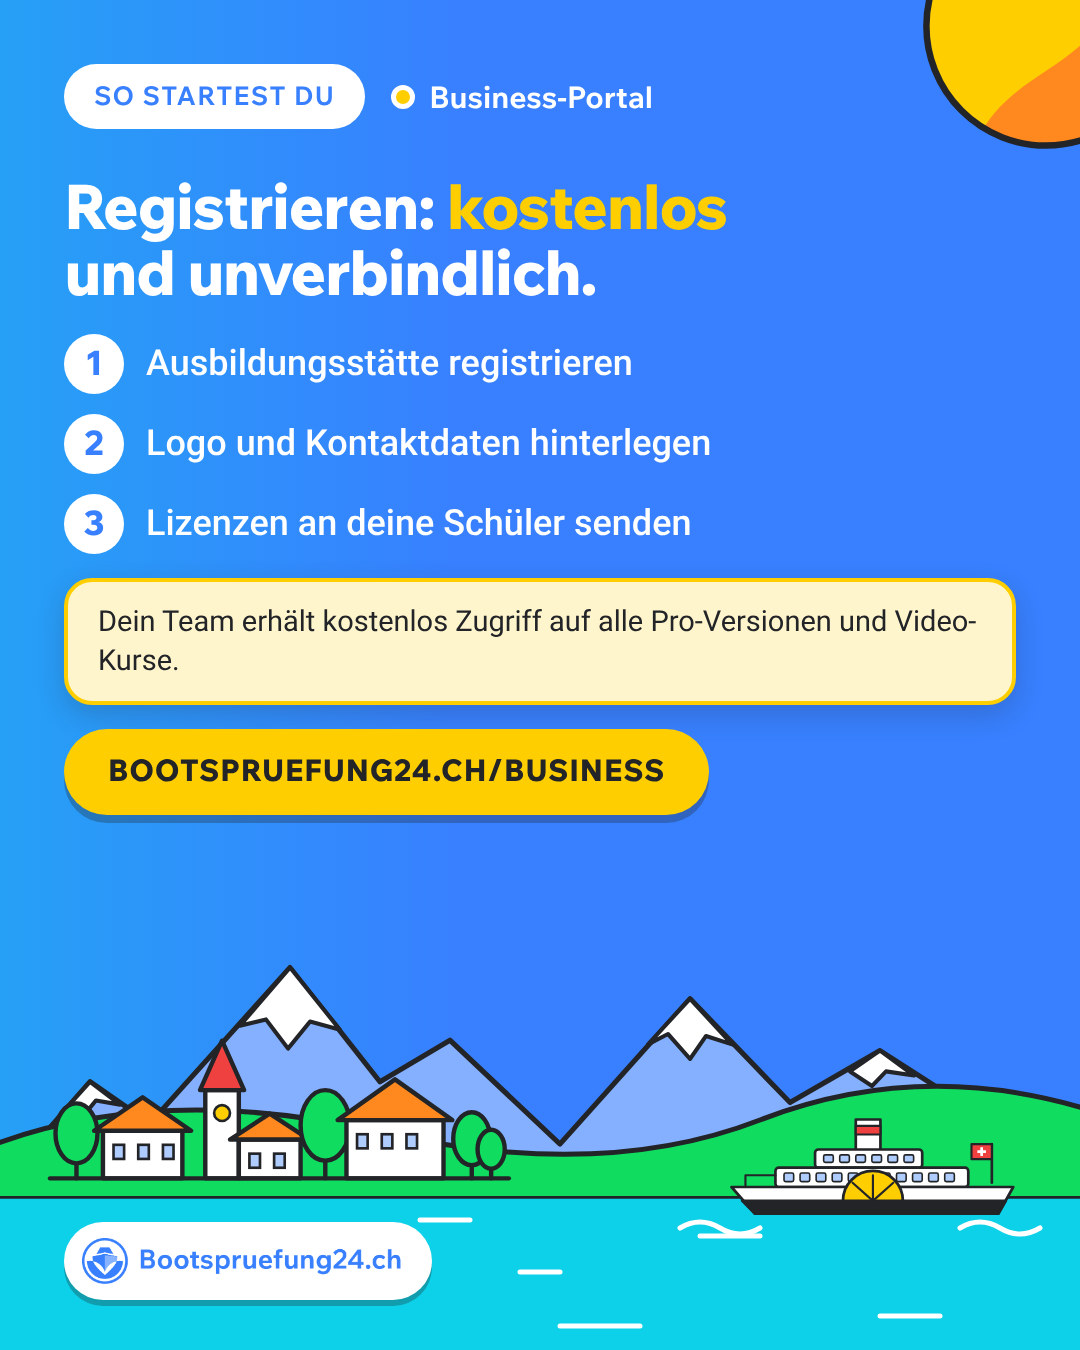 SO STARTEST DU
Business-Portal
Registrieren: kostenlos
und unverbindlich.
1 Ausbildungsstätte registrieren
2 Logo und Kontaktdaten hinterlegen
3 Lizenzen an deine Schüler senden
Dein Team erhält kostenlos Zugriff auf alle Pro-Versionen und Video-
Kurse.
BOOTSPRUEFUNG24.CH/BUSINESS
Bootspruefung24.ch